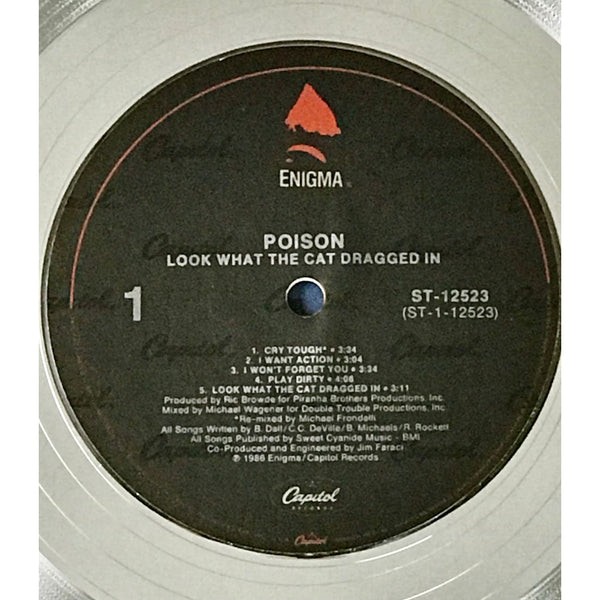 ENIGMA
POISON
LOOK WHAT THE CAT DRAGGED IN
1
ST-12523
(ST-1-12523)
1. CRY TOUGH* • 3:34
2. I WANT ACTION • 3:04
3. I WON'T FORGET YOU • 3:34
4. PLAY DIRTY • 4:06
5. LOOK WHAT THE CAT DRAGGED IN • 3:11
Produced by Ric Browde for Piranha Brothers Productions, Inc.
Mixed by Michael Wagener for Double Trouble Productions, Inc.
*Re-mixed by Michael Frondelli
All Songs Written by B. Dall/C.C. DeVille/B. Michaels/R. Rockett
All Songs Published by Sweet Cyanide Music - BMI
Co-Produced and Engineered by Jim Faraci
℗ 1986 Enigma/Capitol Records
Capitol
RECORDS
Capitol